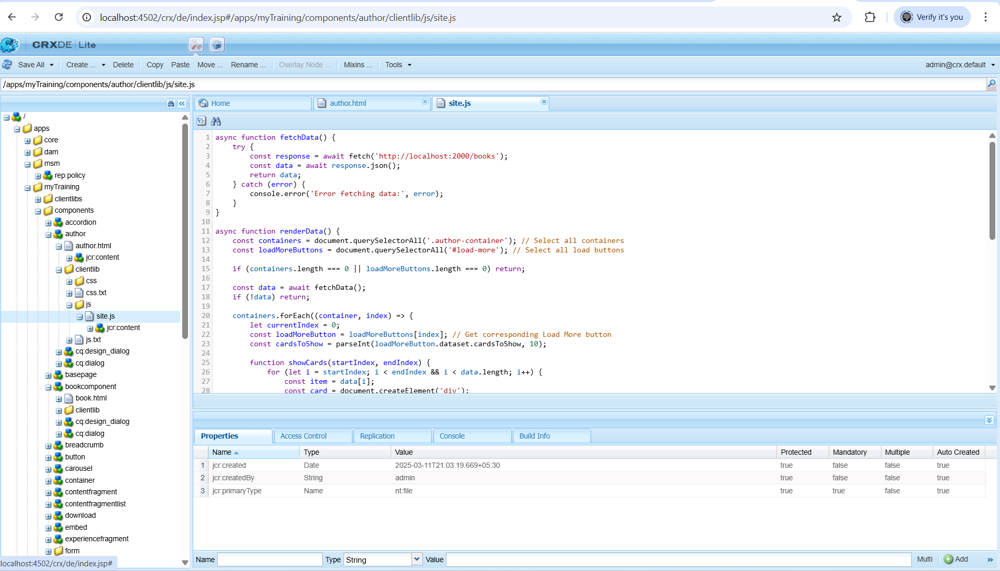 localhost:4502/crx/de/index.jsp#/apps/myTraining/components/author/clientlib/js/site.js
Verify it's you
CRXDE | Lite
Save All Create ... Delete Copy Paste Move ... Rename ... Overlay Node ... Mixins ... Tools admin@crx.default
/apps/myTraining/components/author/clientlib/js/site.js
/
apps
core
dam
msm
rep:policy
myTraining
clientlibs
components
accordion
author
author.html
jcr:content
clientlib
css
css.txt
js
site.js
jcr:content
js.txt
cq:design_dialog
cq:dialog
basepage
bookcomponent
book.html
clientlib
cq:design_dialog
cq:dialog
breadcrumb
button
carousel
container
contentfragment
contentfragmentlist
download
embed
experiencefragment
form
localhost:4502/crx/de/index.jsp#
Home author.html site.js
1 async function fetchData() {
2 try {
3 const response = await fetch('http://localhost:2000/books');
4 const data = await response.json();
5 return data;
6 } catch (error) {
7 console.error('Error fetching data:', error);
8 }
9 }
10
11 async function renderData() {
12 const containers = document.querySelectorAll('.author-container'); // Select all containers
13 const loadMoreButtons = document.querySelectorAll('#load-more'); // Select all load buttons
14
15 if (containers.length === 0 || loadMoreButtons.length === 0) return;
16
17 const data = await fetchData();
18 if (!data) return;
19
20 containers.forEach((container, index) => {
21 let currentIndex = 0;
22 const loadMoreButton = loadMoreButtons[index]; // Get corresponding Load More button
23 const cardsToShow = parseInt(loadMoreButton.dataset.cardsToShow, 10);
24
25 function showCards(startIndex, endIndex) {
26 for (let i = startIndex; i < endIndex && i < data.length; i++) {
27 const item = data[i];
28 const card = document.createElement('div');
Properties Access Control Replication Console Build Info
Name Type Value Protected Mandatory Multiple Auto Created
1 jcr:created Date 2025-03-11T21:03:19.669+05:30 true false false true
2 jcr:createdBy String admin true false false true
3 jcr:primaryType Name nt:file true true false true
Name Type String Value Multi Add »